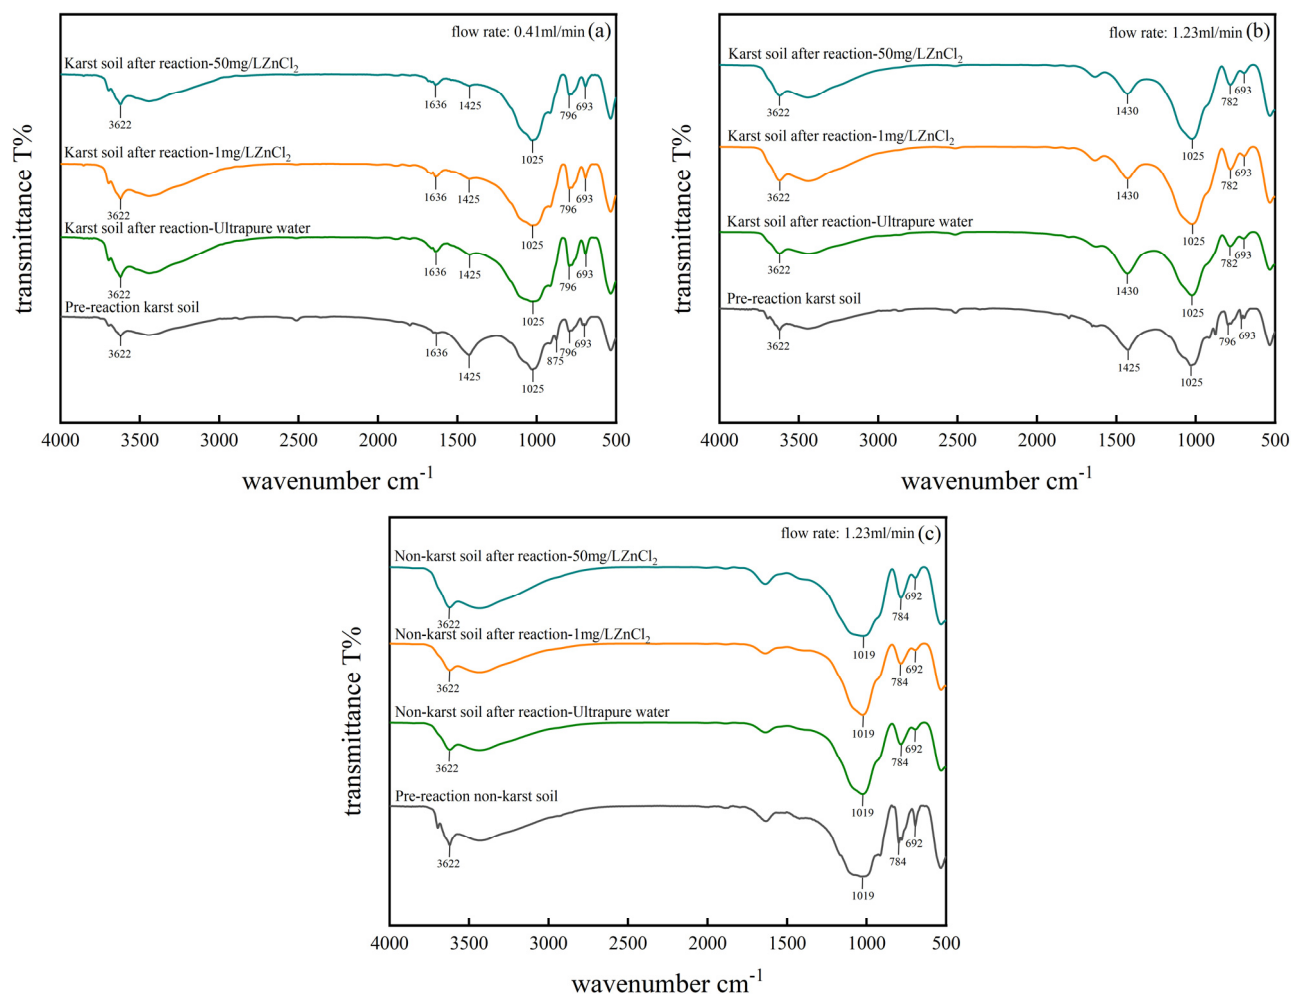 flow rate: 0.41ml/min (a)
Karst soil after reaction-50mg/LZnCl₂
3622
1636
1425
1025
796
693
Karst soil after reaction-1mg/LZnCl₂
3622
1636
1425
1025
796
693
Karst soil after reaction-Ultrapure water
3622
1636
1425
1025
796
693
Pre-reaction karst soil
3622
1636
1425
1025
875
796
693
transmittance T%
4000 3500 3000 2500 2000 1500 1000 500
wavenumber cm⁻¹
flow rate: 1.23ml/min (b)
Karst soil after reaction-50mg/LZnCl₂
3622
1430
1025
782
693
Karst soil after reaction-1mg/LZnCl₂
3622
1430
1025
782
693
Karst soil after reaction-Ultrapure water
3622
1430
1025
782
693
Pre-reaction karst soil
3622
1425
1025
796
693
transmittance T%
4000 3500 3000 2500 2000 1500 1000 500
wavenumber cm⁻¹
flow rate: 1.23ml/min (c)
Non-karst soil after reaction-50mg/LZnCl₂
3622
1019
784
692
Non-karst soil after reaction-1mg/LZnCl₂
3622
1019
784
692
Non-karst soil after reaction-Ultrapure water
3622
1019
784
692
Pre-reaction non-karst soil
3622
1019
784
692
transmittance T%
4000 3500 3000 2500 2000 1500 1000 500
wavenumber cm⁻¹